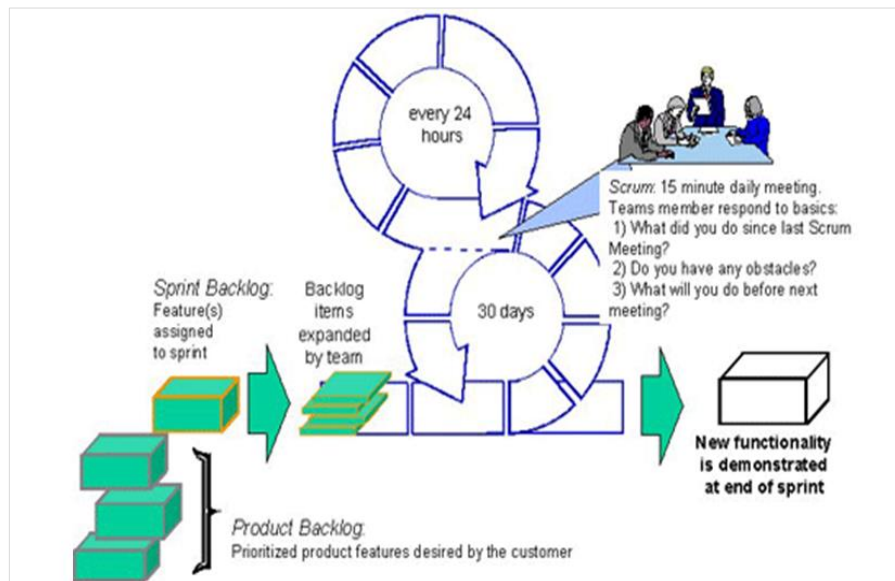 every 24
hours
Scrum: 15 minute daily meeting.
Teams member respond to basics:
1) What did you do since last Scrum
Meeting?
2) Do you have any obstacles?
3) What will you do before next
meeting?
Sprint Backlog:
Feature(s)
assigned
to sprint
Backlog
items
expanded
by team
30 days
New functionality
is demonstrated
at end of sprint
Product Backlog:
Prioritized product features desired by the customer